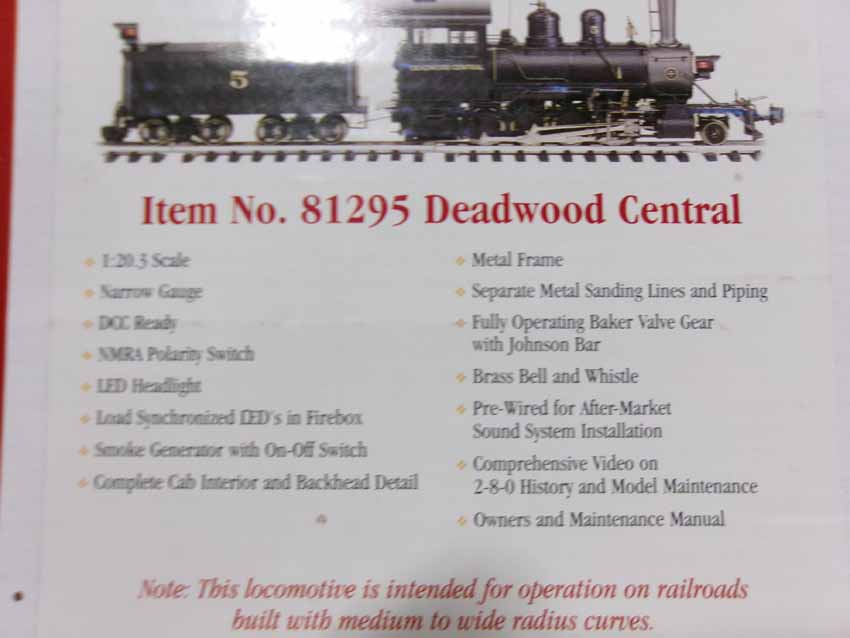 5
DEADWOOD CENTRAL
Item No. 81295 Deadwood Central
1:20.3 Scale
Narrow Gauge
DCC Ready
NMRA Polarity Switch
LED Headlight
Load Synchronized LED's in Firebox
Smoke Generator with On-Off Switch
Complete Cab Interior and Backhead Detail
Metal Frame
Separate Metal Sanding Lines and Piping
Fully Operating Baker Valve Gear
with Johnson Bar
Brass Bell and Whistle
Pre-Wired for After-Market
Sound System Installation
Comprehensive Video on
2-8-0 History and Model Maintenance
Owners and Maintenance Manual
Note: This locomotive is intended for operation on railroads
built with medium to wide radius curves.